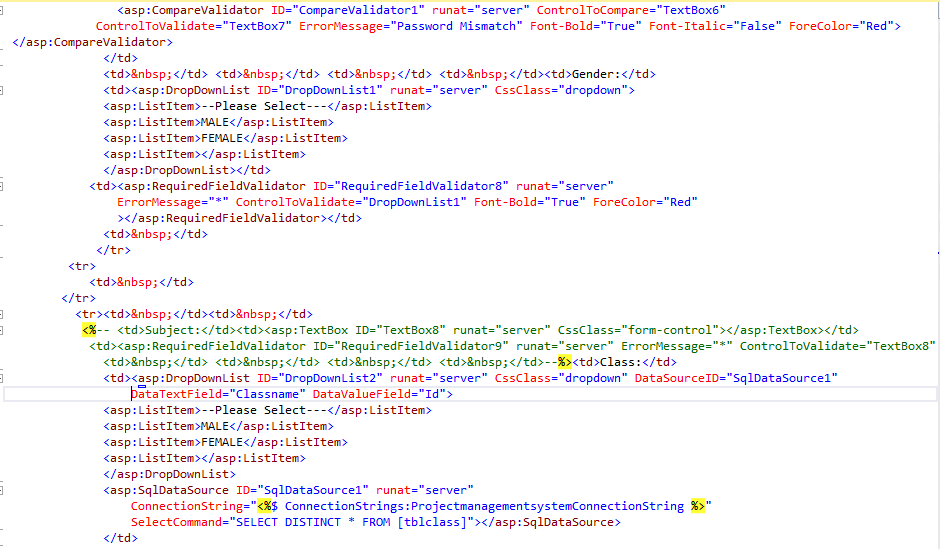 <asp:CompareValidator ID="CompareValidator1" runat="server" ControlToCompare="TextBox6"
ControlToValidate="TextBox7" ErrorMessage="Password Mismatch" Font-Bold="True" Font-Italic="False" ForeColor="Red">
</asp:CompareValidator>
</td>
<td>&nbsp;</td> <td>&nbsp;</td> <td>&nbsp;</td> <td>&nbsp;</td><td>Gender:</td>
<td><asp:DropDownList ID="DropDownList1" runat="server" CssClass="dropdown">
<asp:ListItem>--Please Select---</asp:ListItem>
<asp:ListItem>MALE</asp:ListItem>
<asp:ListItem>FEMALE</asp:ListItem>
<asp:ListItem></asp:ListItem>
</asp:DropDownList></td>
<td><asp:RequiredFieldValidator ID="RequiredFieldValidator8" runat="server"
ErrorMessage="*" ControlToValidate="DropDownList1" Font-Bold="True" ForeColor="Red"
></asp:RequiredFieldValidator></td>
<td>&nbsp;</td>
</tr>
<tr>
<td>&nbsp;</td>
</tr>
<tr><td>&nbsp;</td><td>&nbsp;</td>
<%-- <td>Subject:</td><td><asp:TextBox ID="TextBox8" runat="server" CssClass="form-control"></asp:TextBox></td>
<td><asp:RequiredFieldValidator ID="RequiredFieldValidator9" runat="server" ErrorMessage="*" ControlToValidate="TextBox8"
<td>&nbsp;</td> <td>&nbsp;</td> <td>&nbsp;</td> <td>&nbsp;</td>--%><td>Class:</td>
<td><asp:DropDownList ID="DropDownList2" runat="server" CssClass="dropdown" DataSourceID="SqlDataSource1"
DataTextField="Classname" DataValueField="Id">
<asp:ListItem>--Please Select---</asp:ListItem>
<asp:ListItem>MALE</asp:ListItem>
<asp:ListItem>FEMALE</asp:ListItem>
<asp:ListItem></asp:ListItem>
</asp:DropDownList>
<asp:SqlDataSource ID="SqlDataSource1" runat="server"
ConnectionString="<%$ ConnectionStrings:ProjectmanagementsystemConnectionString %>"
SelectCommand="SELECT DISTINCT * FROM [tblclass]"></asp:SqlDataSource>
</td>